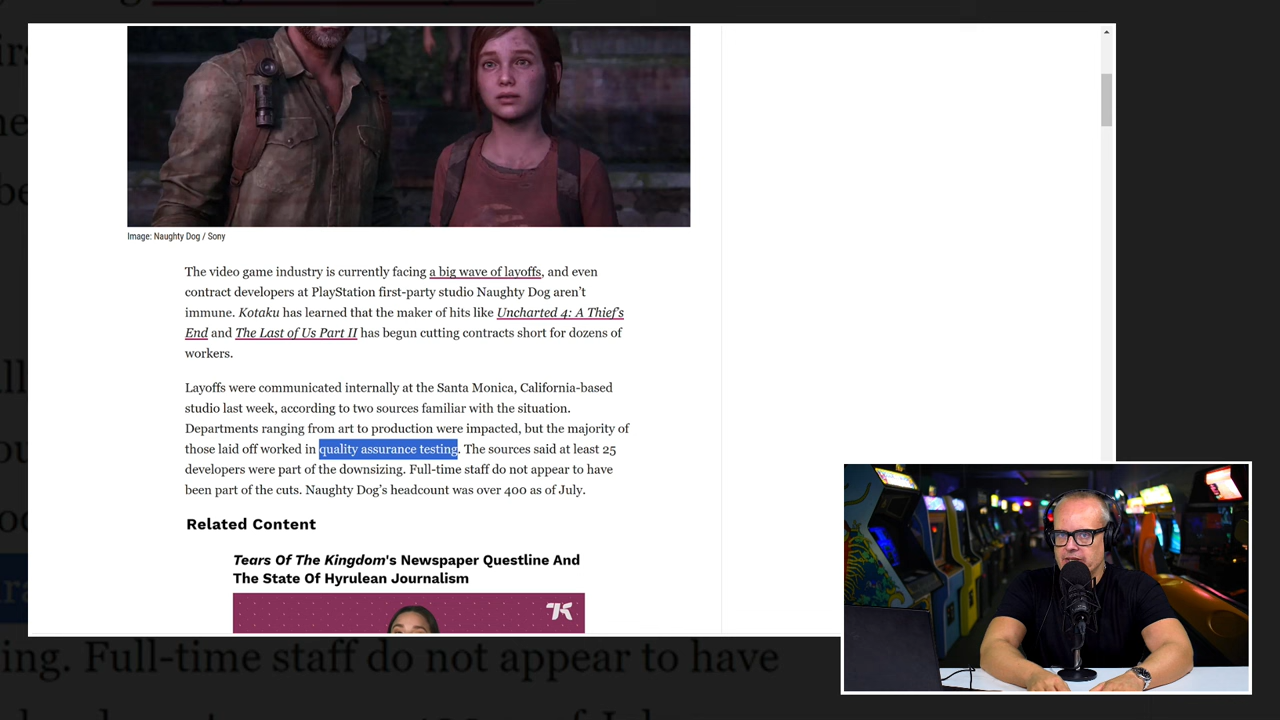 Image: Naughty Dog / Sony
The video game industry is currently facing a big wave of layoffs, and even
contract developers at PlayStation first-party studio Naughty Dog aren't
immune. Kotaku has learned that the maker of hits like Uncharted 4: A Thief's
End and The Last of Us Part II has begun cutting contracts short for dozens of
workers.
Layoffs were communicated internally at the Santa Monica, California-based
studio last week, according to two sources familiar with the situation.
Departments ranging from art to production were impacted, but the majority of
those laid off worked in quality assurance testing. The sources said at least 25
developers were part of the downsizing. Full-time staff do not appear to have
been part of the cuts. Naughty Dog's headcount was over 400 as of July.
Related Content
Tears Of The Kingdom's Newspaper Questline And
The State Of Hyrulean Journalism
ing. Full-time staff do not appear to have